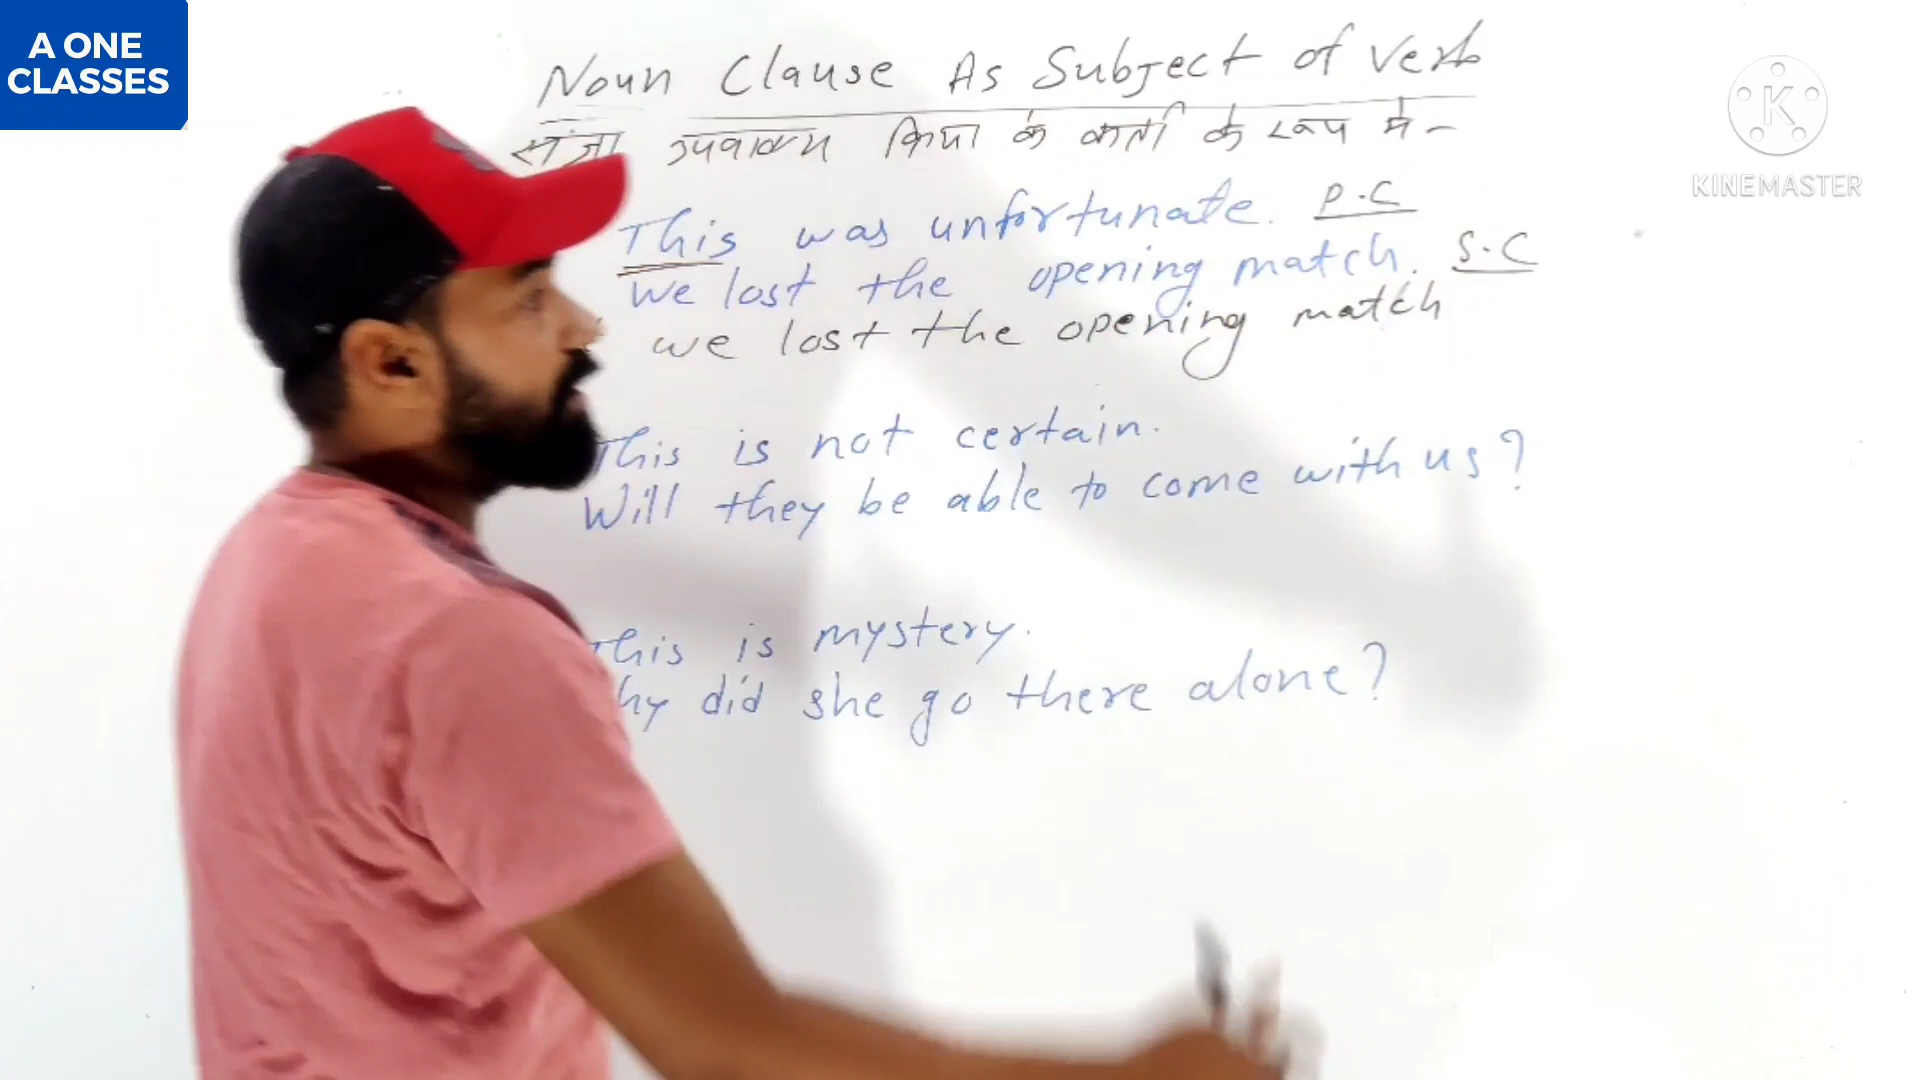 A ONE
CLASSES
Noun Clause As Subject of Verb
संज्ञा उपवाक्य क्रिया के कर्ता के रूप में -
This was unfortunate. P.C
We lost the opening match. S.C
we lost the opening match
This is not certain.
Will they be able to come with us?
This is mystery.
hy did she go there alone?
K
KINEMASTER